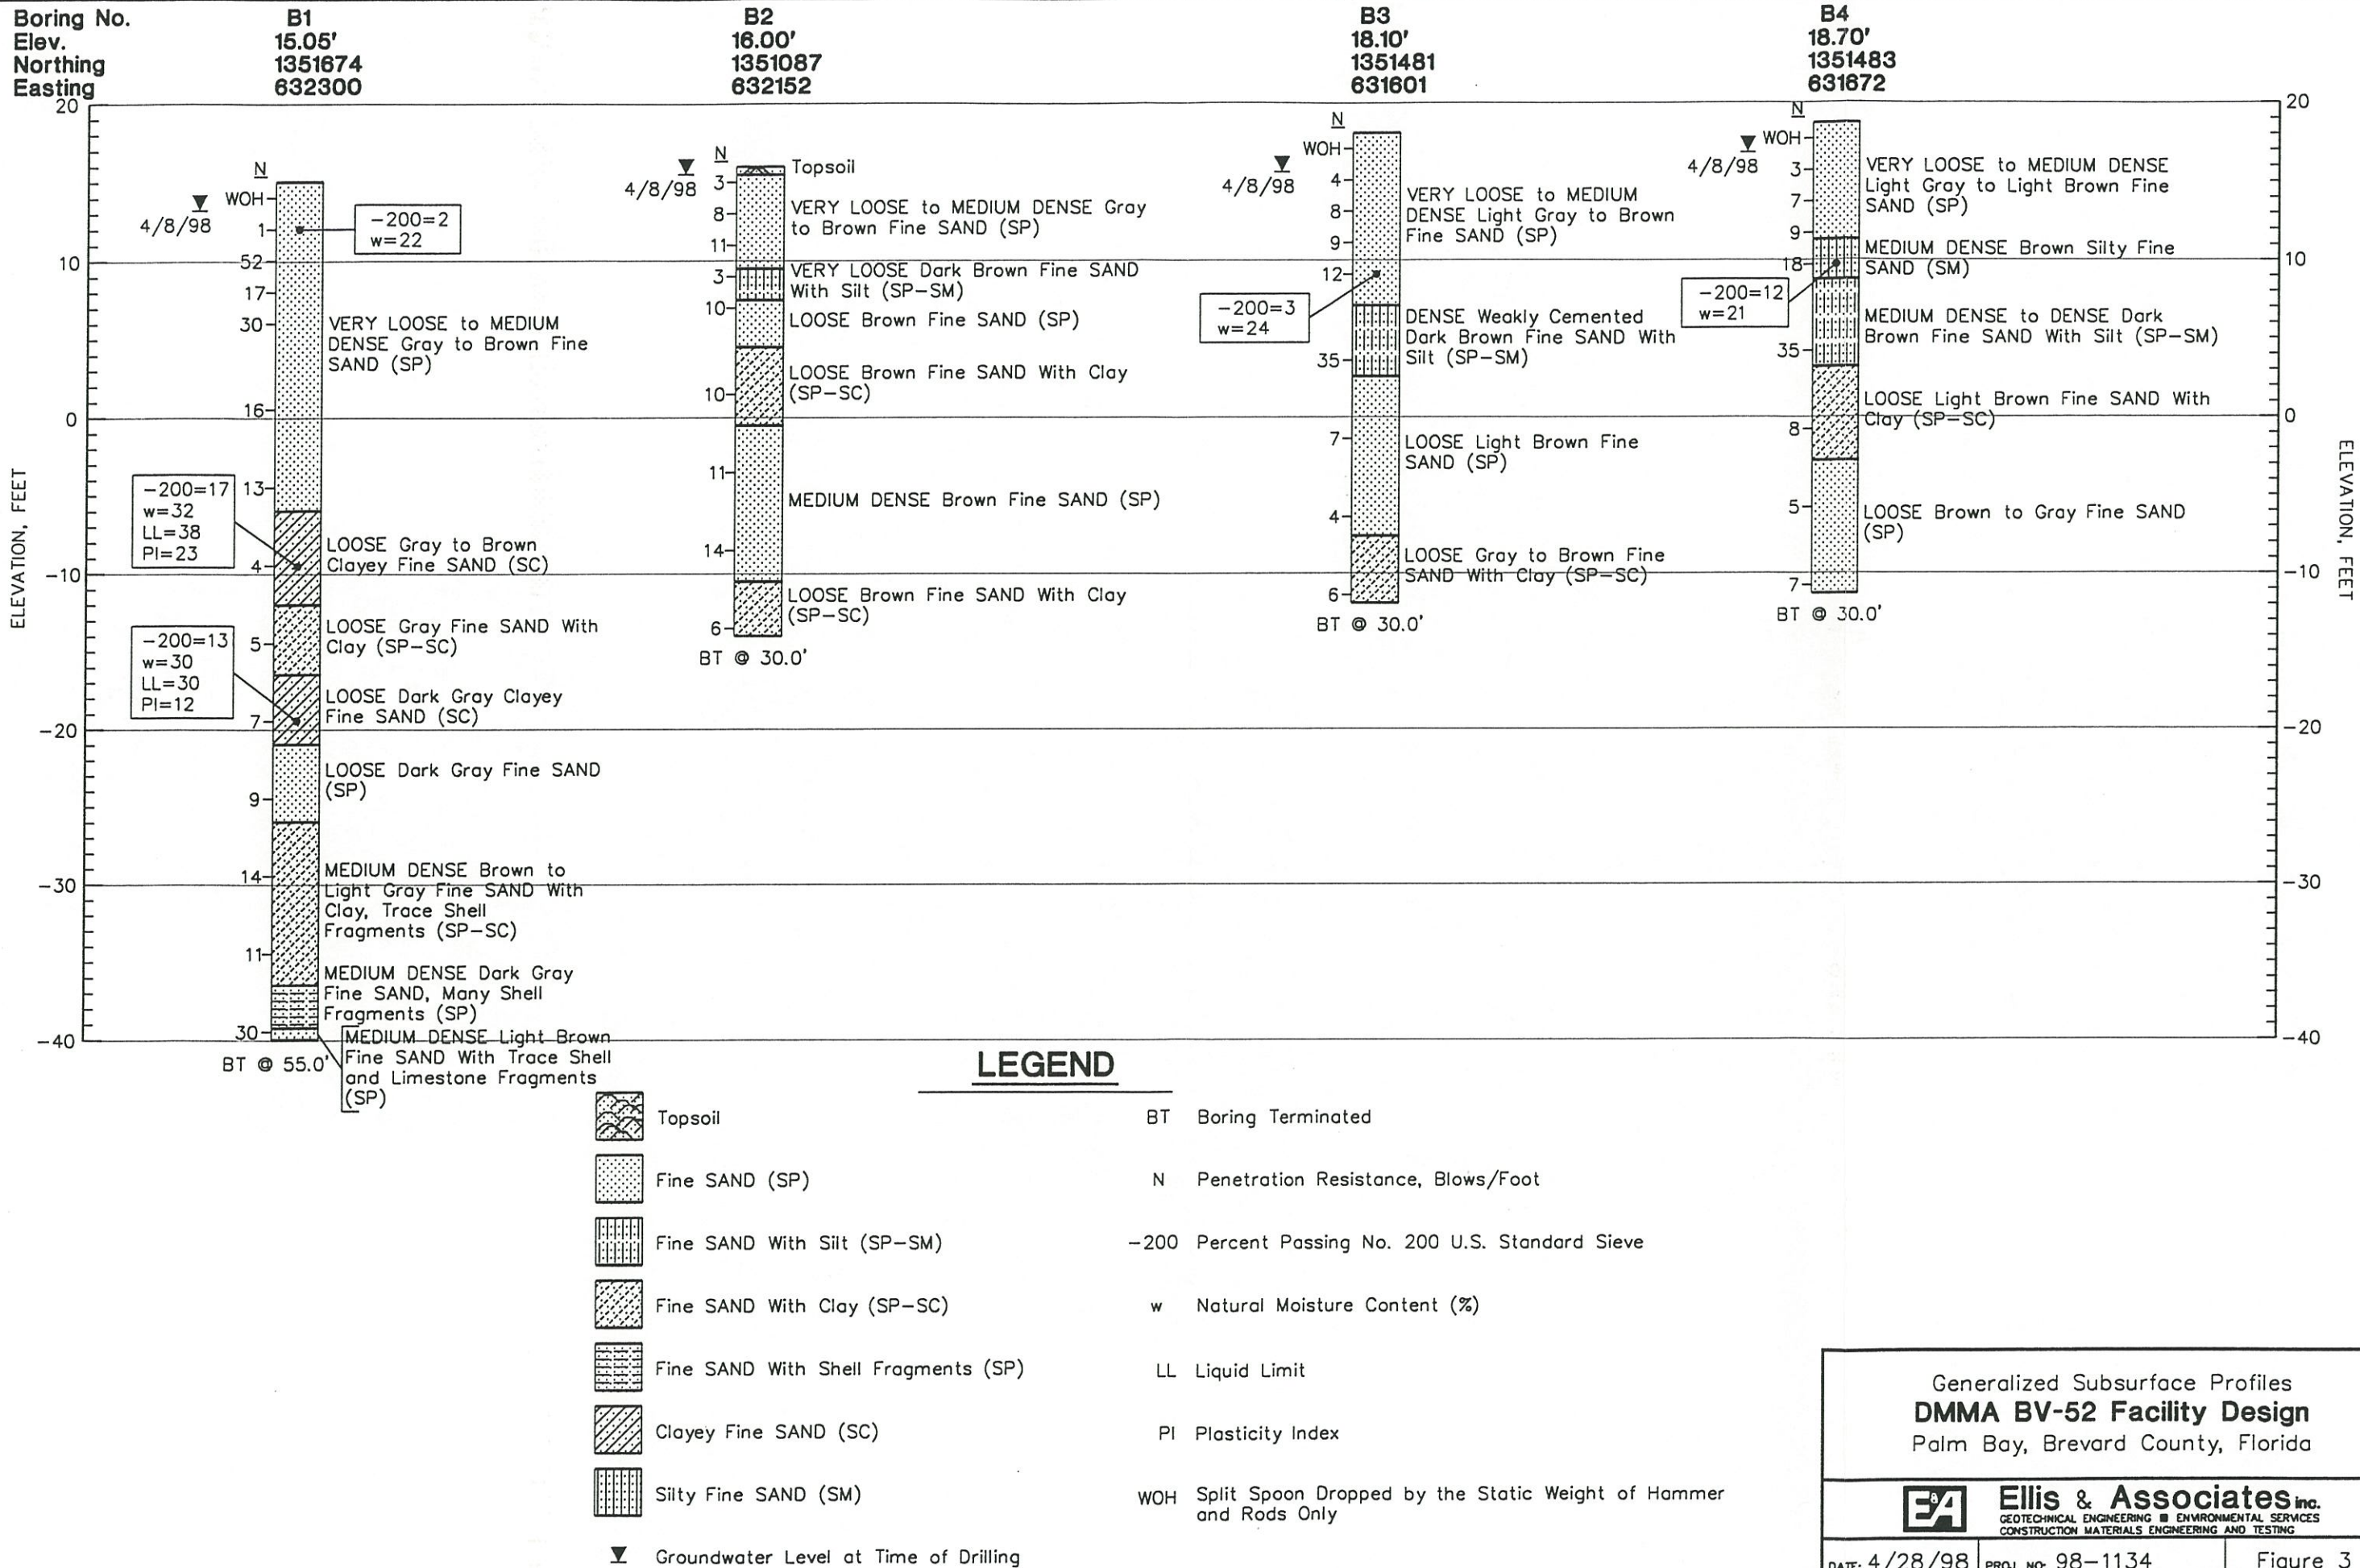 Boring No. B1 B2 B3 B4
Elev. 15.05' 16.00' 18.10' 18.70'
Northing 1351674 1351087 1351481 1351483
Easting 632300 632152 631601 631672
ELEVATION, FEET
20
10
0
−10
−20
−30
−40
N
WOH
1
52
17
30
16
13
4
5
7
9
14
11
30
4/8/98
−200=2
w=22
VERY LOOSE to MEDIUM
DENSE Gray to Brown Fine
SAND (SP)
−200=17
w=32
LL=38
PI=23
LOOSE Gray to Brown
Clayey Fine SAND (SC)
LOOSE Gray Fine SAND With
Clay (SP−SC)
−200=13
w=30
LL=30
PI=12
LOOSE Dark Gray Clayey
Fine SAND (SC)
LOOSE Dark Gray Fine SAND
(SP)
MEDIUM DENSE Brown to
Light Gray Fine SAND With
Clay, Trace Shell
Fragments (SP−SC)
MEDIUM DENSE Dark Gray
Fine SAND, Many Shell
Fragments (SP)
MEDIUM DENSE Light Brown
Fine SAND With Trace Shell
and Limestone Fragments
(SP)
BT @ 55.0'
N
3
8
11
3
10
10
11
14
6
4/8/98
Topsoil
VERY LOOSE to MEDIUM DENSE Gray
to Brown Fine SAND (SP)
VERY LOOSE Dark Brown Fine SAND
With Silt (SP−SM)
LOOSE Brown Fine SAND (SP)
LOOSE Brown Fine SAND With Clay
(SP−SC)
MEDIUM DENSE Brown Fine SAND (SP)
LOOSE Brown Fine SAND With Clay
(SP−SC)
BT @ 30.0'
N
WOH
4
8
9
12
35
7
4
6
4/8/98
VERY LOOSE to MEDIUM
DENSE Light Gray to Brown
Fine SAND (SP)
−200=3
w=24
DENSE Weakly Cemented
Dark Brown Fine SAND With
Silt (SP−SM)
LOOSE Light Brown Fine
SAND (SP)
LOOSE Gray to Brown Fine
SAND With Clay (SP−SC)
BT @ 30.0'
N
WOH
3
7
9
18
35
8
5
7
4/8/98
VERY LOOSE to MEDIUM DENSE
Light Gray to Light Brown Fine
SAND (SP)
MEDIUM DENSE Brown Silty Fine
SAND (SM)
−200=12
w=21
MEDIUM DENSE to DENSE Dark
Brown Fine SAND With Silt (SP−SM)
LOOSE Light Brown Fine SAND With
Clay (SP−SC)
LOOSE Brown to Gray Fine SAND
(SP)
BT @ 30.0'
20
10
0
−10
−20
−30
−40
ELEVATION, FEET
LEGEND
Topsoil
Fine SAND (SP)
Fine SAND With Silt (SP−SM)
Fine SAND With Clay (SP−SC)
Fine SAND With Shell Fragments (SP)
Clayey Fine SAND (SC)
Silty Fine SAND (SM)
Groundwater Level at Time of Drilling
BT Boring Terminated
N Penetration Resistance, Blows/Foot
−200 Percent Passing No. 200 U.S. Standard Sieve
w Natural Moisture Content (%)
LL Liquid Limit
PI Plasticity Index
WOH Split Spoon Dropped by the Static Weight of Hammer
and Rods Only
Generalized Subsurface Profiles
DMMA BV-52 Facility Design
Palm Bay, Brevard County, Florida
E&A
Ellis & Associates inc.
GEOTECHNICAL ENGINEERING ■ ENVIRONMENTAL SERVICES
CONSTRUCTION MATERIALS ENGINEERING AND TESTING
DATE: 4/28/98 PROJ. NO: 98−1134 Figure 3